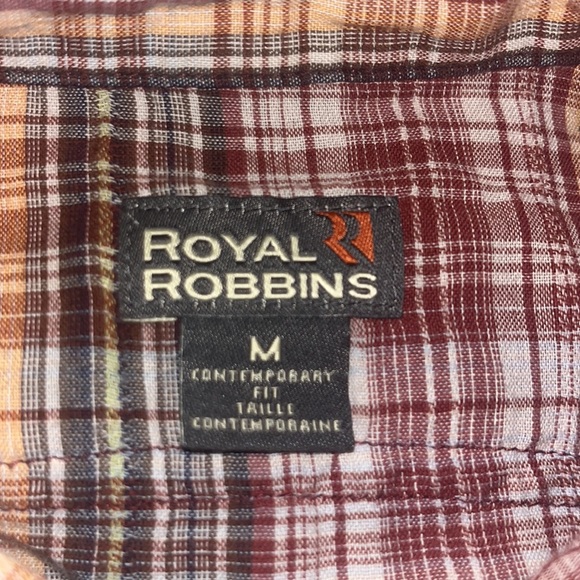 ROYAL
ROBBINS
M
CONTEMPORARY
FIT
TAILLE
CONTEMPORAINE